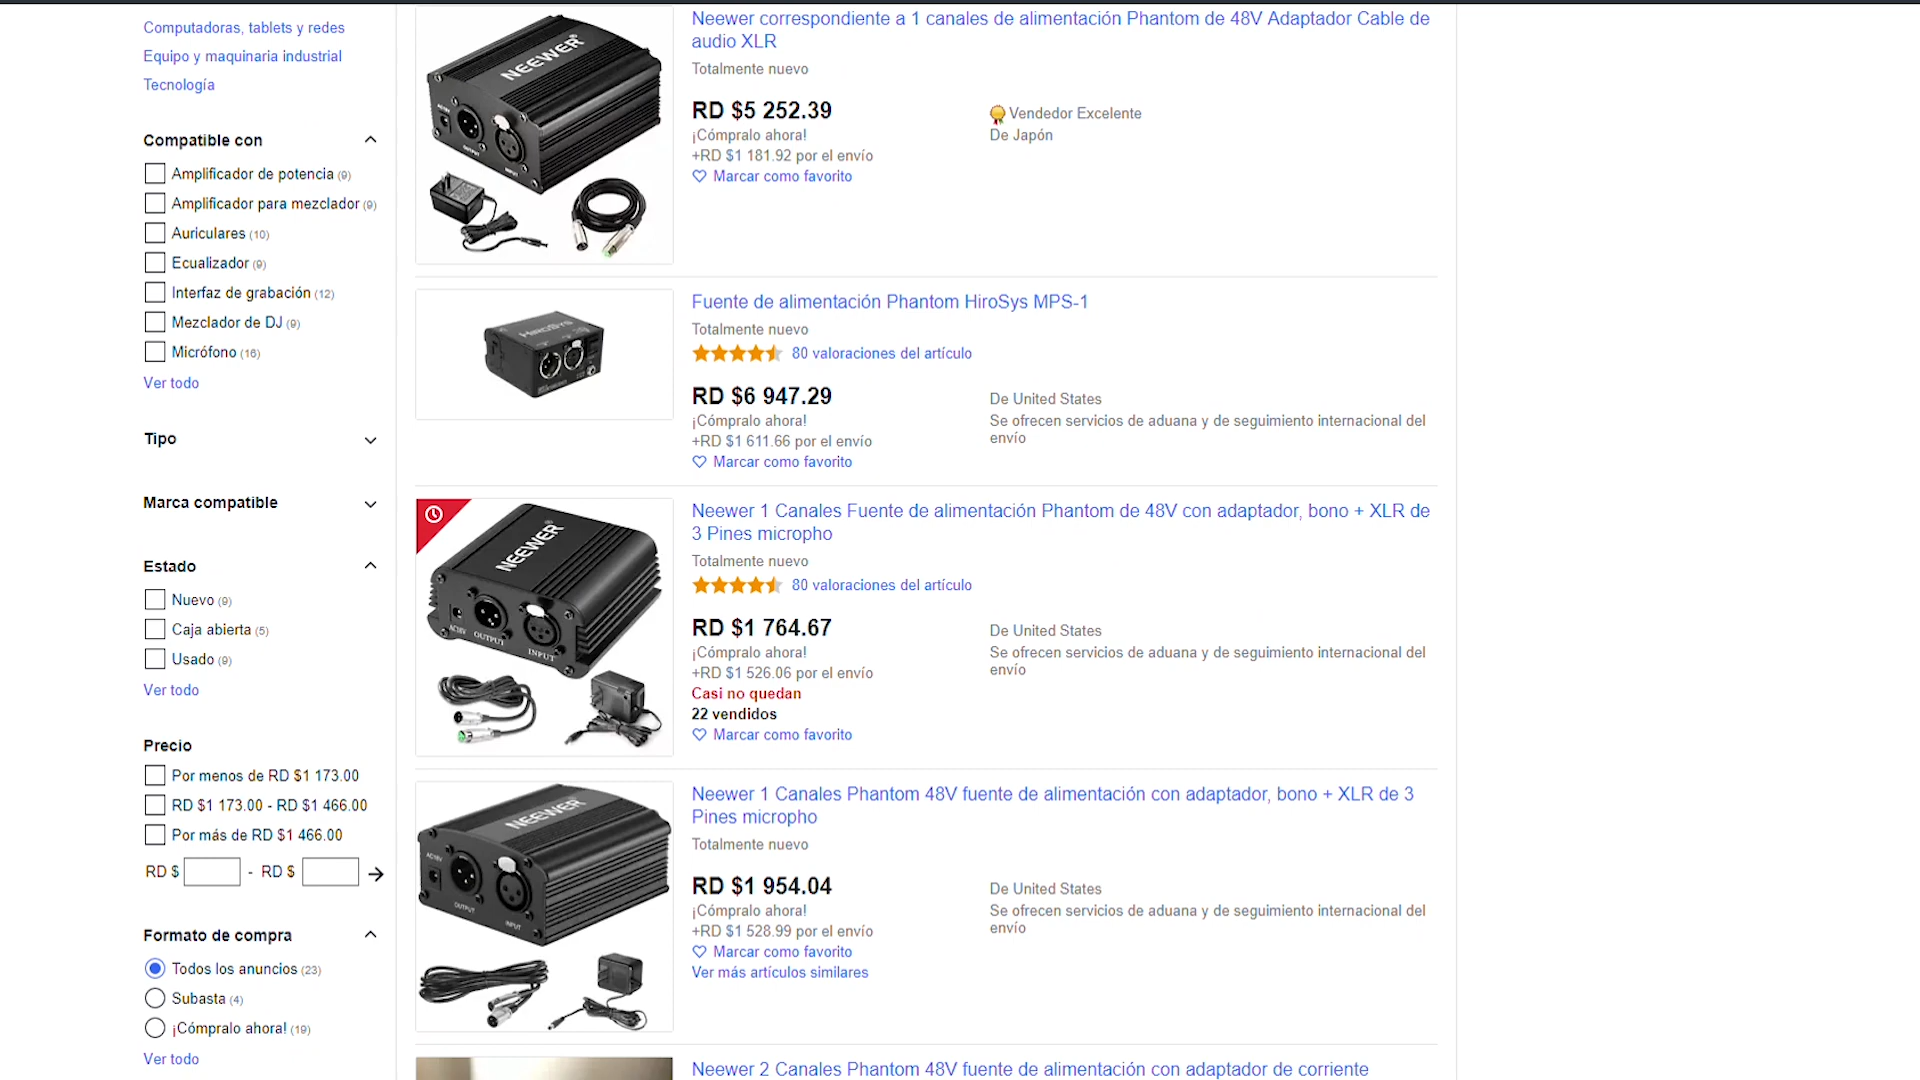 Computadoras, tablets y redes
Equipo y maquinaria industrial
Tecnología
Compatible con
Amplificador de potencia (9)
Amplificador para mezclador (9)
Auriculares (10)
Ecualizador (9)
Interfaz de grabación (12)
Mezclador de DJ (9)
Micrófono (16)
Ver todo
Tipo
Marca compatible
Estado
Nuevo (9)
Caja abierta (5)
Usado (9)
Ver todo
Precio
Por menos de RD $1 173.00
RD $1 173.00 - RD $1 466.00
Por más de RD $1 466.00
RD $ - RD $
Formato de compra
Todos los anuncios (23)
Subasta (4)
¡Cómpralo ahora! (19)
Ver todo
NEEWER
OUTPUT
INPUT
Neewer correspondiente a 1 canales de alimentación Phantom de 48V Adaptador Cable de
audio XLR
Totalmente nuevo
RD $5 252.39
¡Cómpralo ahora!
+RD $1 181.92 por el envío
Marcar como favorito
Vendedor Excelente
De Japón
HIROSYS
Fuente de alimentación Phantom HiroSys MPS-1
Totalmente nuevo
80 valoraciones del artículo
RD $6 947.29
¡Cómpralo ahora!
+RD $1 611.66 por el envío
Marcar como favorito
De United States
Se ofrecen servicios de aduana y de seguimiento internacional del
envío
NEEWER
AC18V OUTPUT
INPUT
Neewer 1 Canales Fuente de alimentación Phantom de 48V con adaptador, bono + XLR de
3 Pines micropho
Totalmente nuevo
80 valoraciones del artículo
RD $1 764.67
¡Cómpralo ahora!
+RD $1 526.06 por el envío
Casi no quedan
22 vendidos
Marcar como favorito
De United States
Se ofrecen servicios de aduana y de seguimiento internacional del
envío
NEEWER
AC18V
OUTPUT
INPUT
Neewer 1 Canales Phantom 48V fuente de alimentación con adaptador, bono + XLR de 3
Pines micropho
Totalmente nuevo
RD $1 954.04
¡Cómpralo ahora!
+RD $1 528.99 por el envío
Marcar como favorito
Ver más artículos similares
De United States
Se ofrecen servicios de aduana y de seguimiento internacional del
envío
Neewer 2 Canales Phantom 48V fuente de alimentación con adaptador de corriente